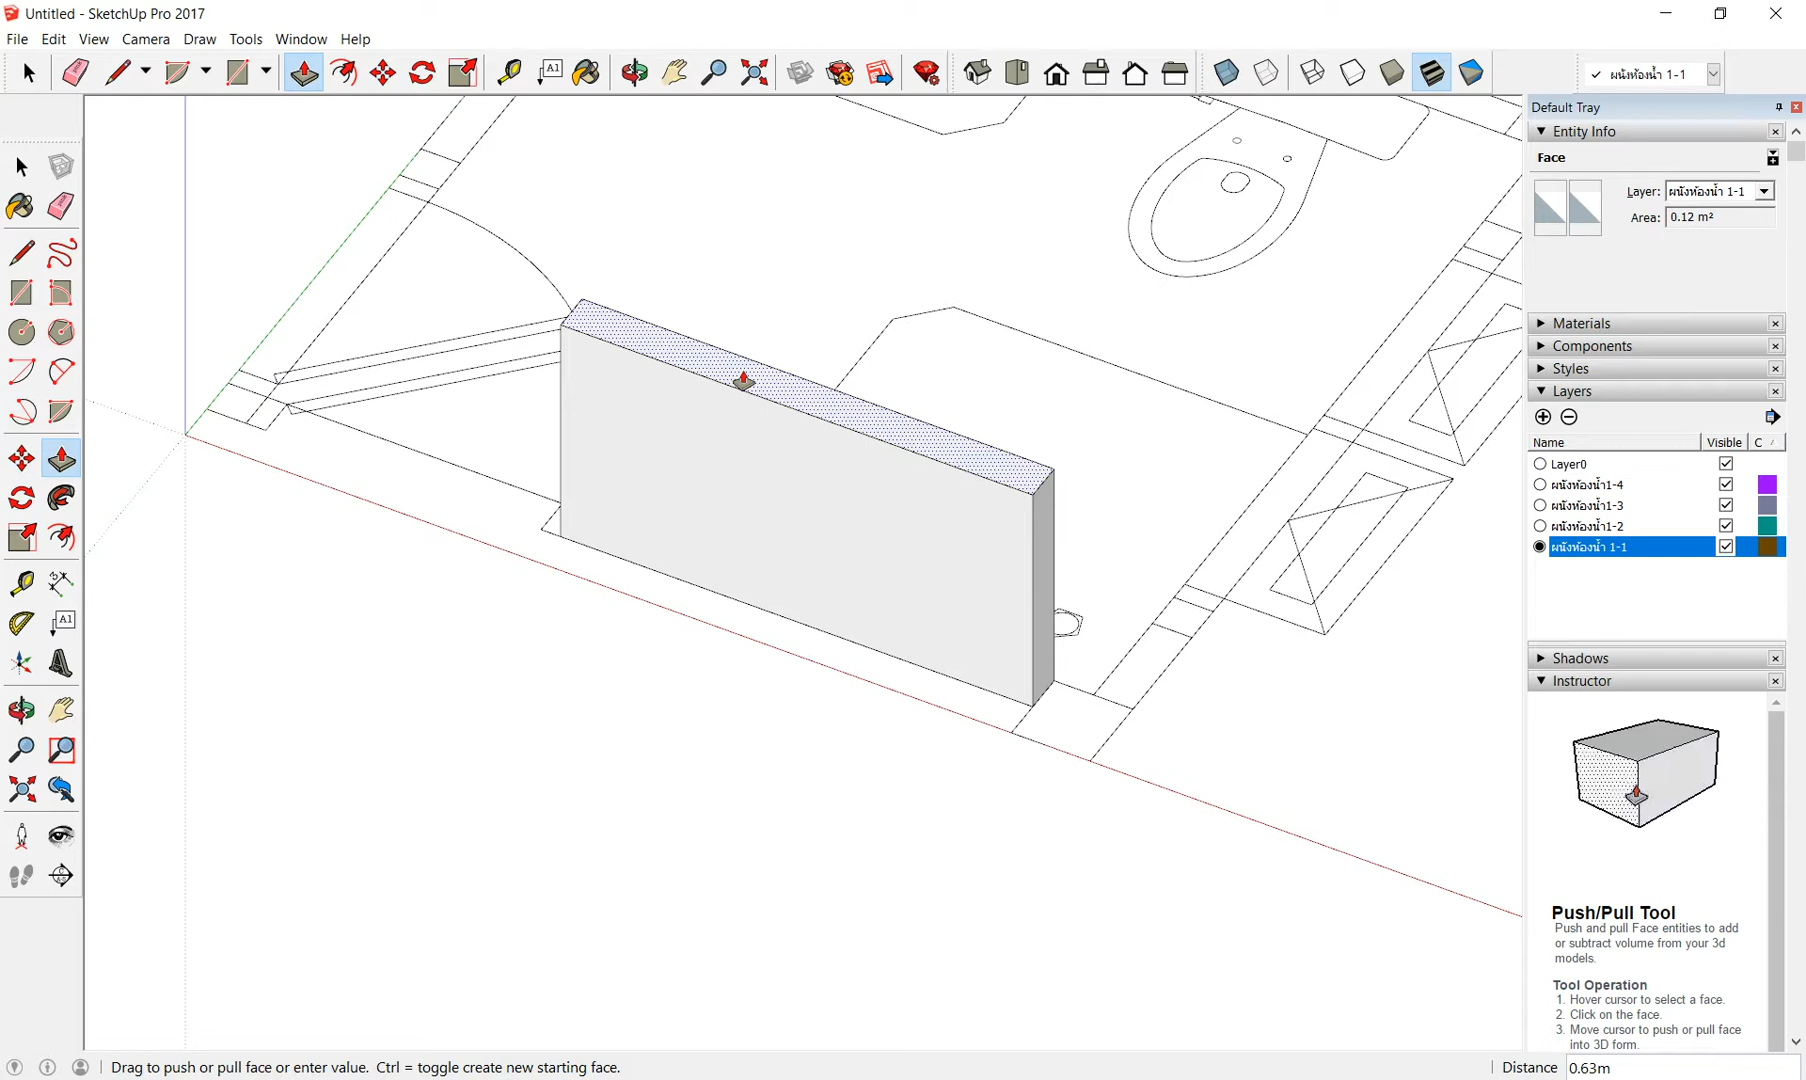 Untitled - SketchUp Pro 2017
File Edit View Camera Draw Tools Window Help
A1
✓ ผนังห้องน้ำ 1-1
Default Tray
Entity Info
Face
Layer: ผนังห้องน้ำ 1-1
Area: 0.12 m²
Materials
Components
Styles
Layers
Name Visible C
Layer0
ผนังห้องน้ำ1-4
ผนังห้องน้ำ1-3
ผนังห้องน้ำ1-2
ผนังห้องน้ำ 1-1
A1
Shadows
Instructor
Push/Pull Tool
Push and pull Face entities to add
or subtract volume from your 3d
models.
Tool Operation
1. Hover cursor to select a face.
2. Click on the face.
3. Move cursor to push or pull face
into 3D form.
Drag to push or pull face or enter value. Ctrl = toggle create new starting face.
Distance 0.63m